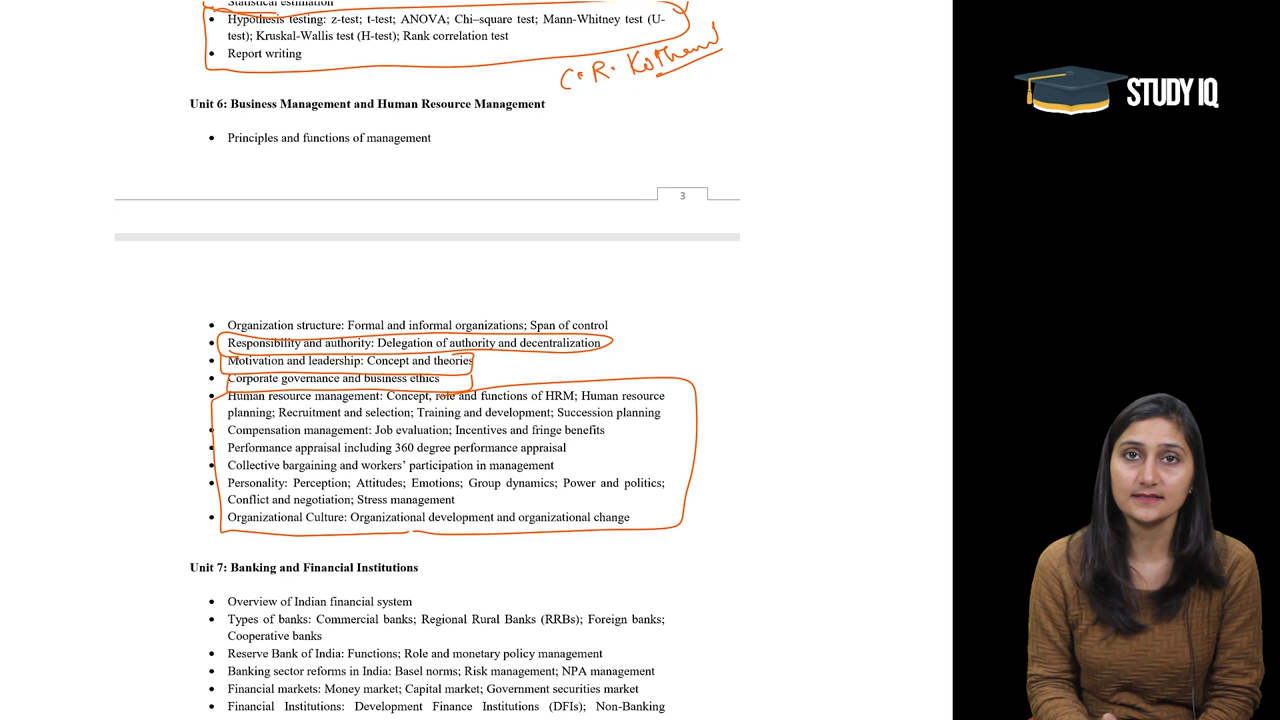 Statistical estimation
• Hypothesis testing: z-test; t-test; ANOVA; Chi–square test; Mann-Whitney test (U-
test); Kruskal-Wallis test (H-test); Rank correlation test
• Report writing
C. R. Kothari
Unit 6: Business Management and Human Resource Management
• Principles and functions of management
3
• Organization structure: Formal and informal organizations; Span of control
• Responsibility and authority: Delegation of authority and decentralization
• Motivation and leadership: Concept and theories
• Corporate governance and business ethics
• Human resource management: Concept, role and functions of HRM; Human resource
planning; Recruitment and selection; Training and development; Succession planning
• Compensation management: Job evaluation; Incentives and fringe benefits
• Performance appraisal including 360 degree performance appraisal
• Collective bargaining and workers’ participation in management
• Personality: Perception; Attitudes; Emotions; Group dynamics; Power and politics;
Conflict and negotiation; Stress management
• Organizational Culture: Organizational development and organizational change
Unit 7: Banking and Financial Institutions
• Overview of Indian financial system
• Types of banks: Commercial banks; Regional Rural Banks (RRBs); Foreign banks;
Cooperative banks
• Reserve Bank of India: Functions; Role and monetary policy management
• Banking sector reforms in India: Basel norms; Risk management; NPA management
• Financial markets: Money market; Capital market; Government securities market
• Financial Institutions: Development Finance Institutions (DFIs); Non-Banking
STUDY IQ